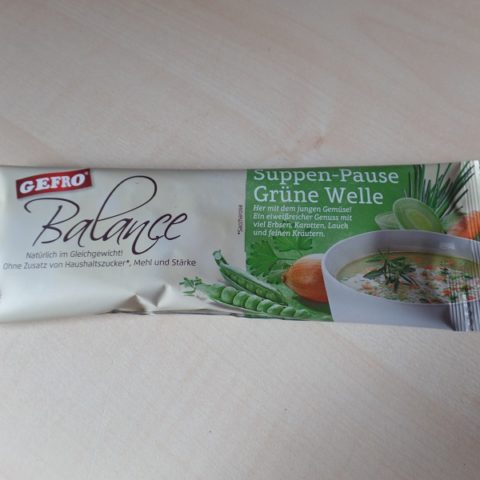 GEFRO
Balance
Natürlich im Gleichgewicht!
Ohne Zusatz von Haushaltszucker*, Mehl und Stärke
*Saccharose
Suppen-Pause
Grüne Welle
Her mit dem jungen Gemüse!
Ein eiweißreicher Genuss mit
viel Erbsen, Karotten, Lauch
und feinen Kräutern.